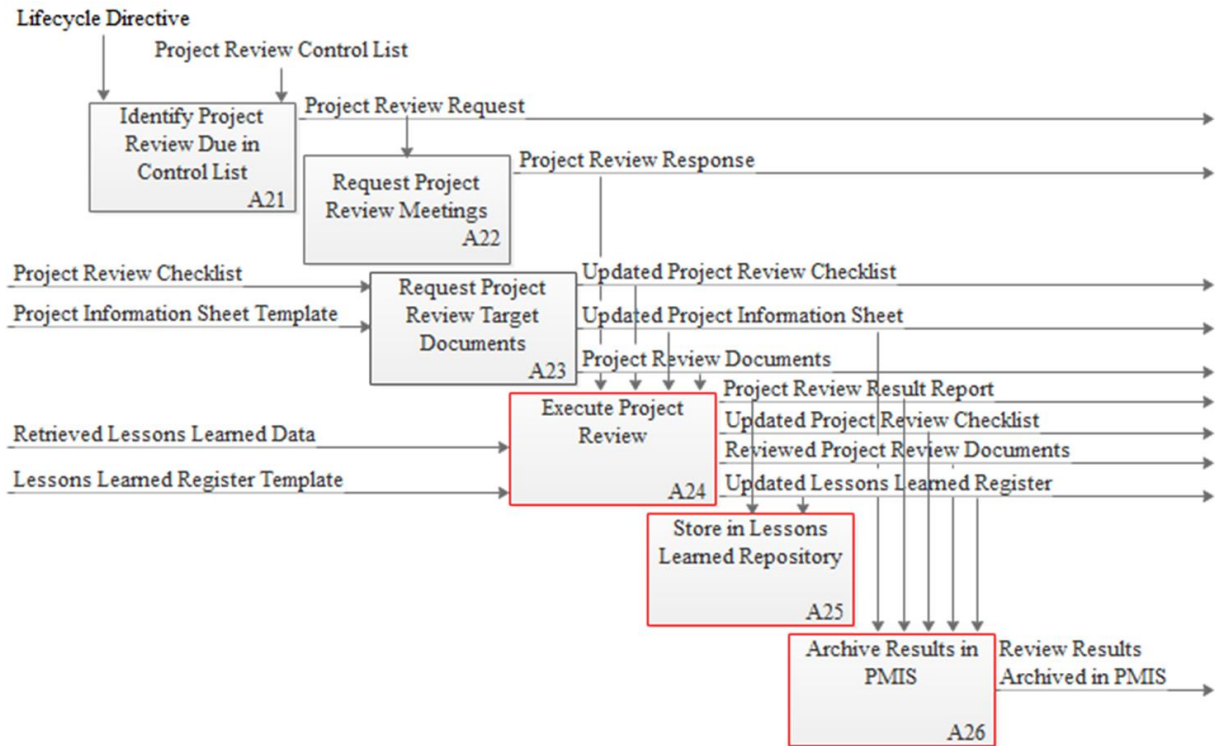 Lifecycle Directive
Project Review Control List
Identify Project
Review Due in
Control List
A21
Project Review Request
Request Project
Review Meetings
A22
Project Review Response
Project Review Checklist
Project Information Sheet Template
Request Project
Review Target
Documents
A23
Updated Project Review Checklist
Updated Project Information Sheet
Project Review Documents
Retrieved Lessons Learned Data
Lessons Learned Register Template
Execute Project
Review
A24
Project Review Result Report
Updated Project Review Checklist
Reviewed Project Review Documents
Updated Lessons Learned Register
Store in Lessons
Learned Repository
A25
Archive Results in
PMIS
A26
Review Results
Archived in PMIS